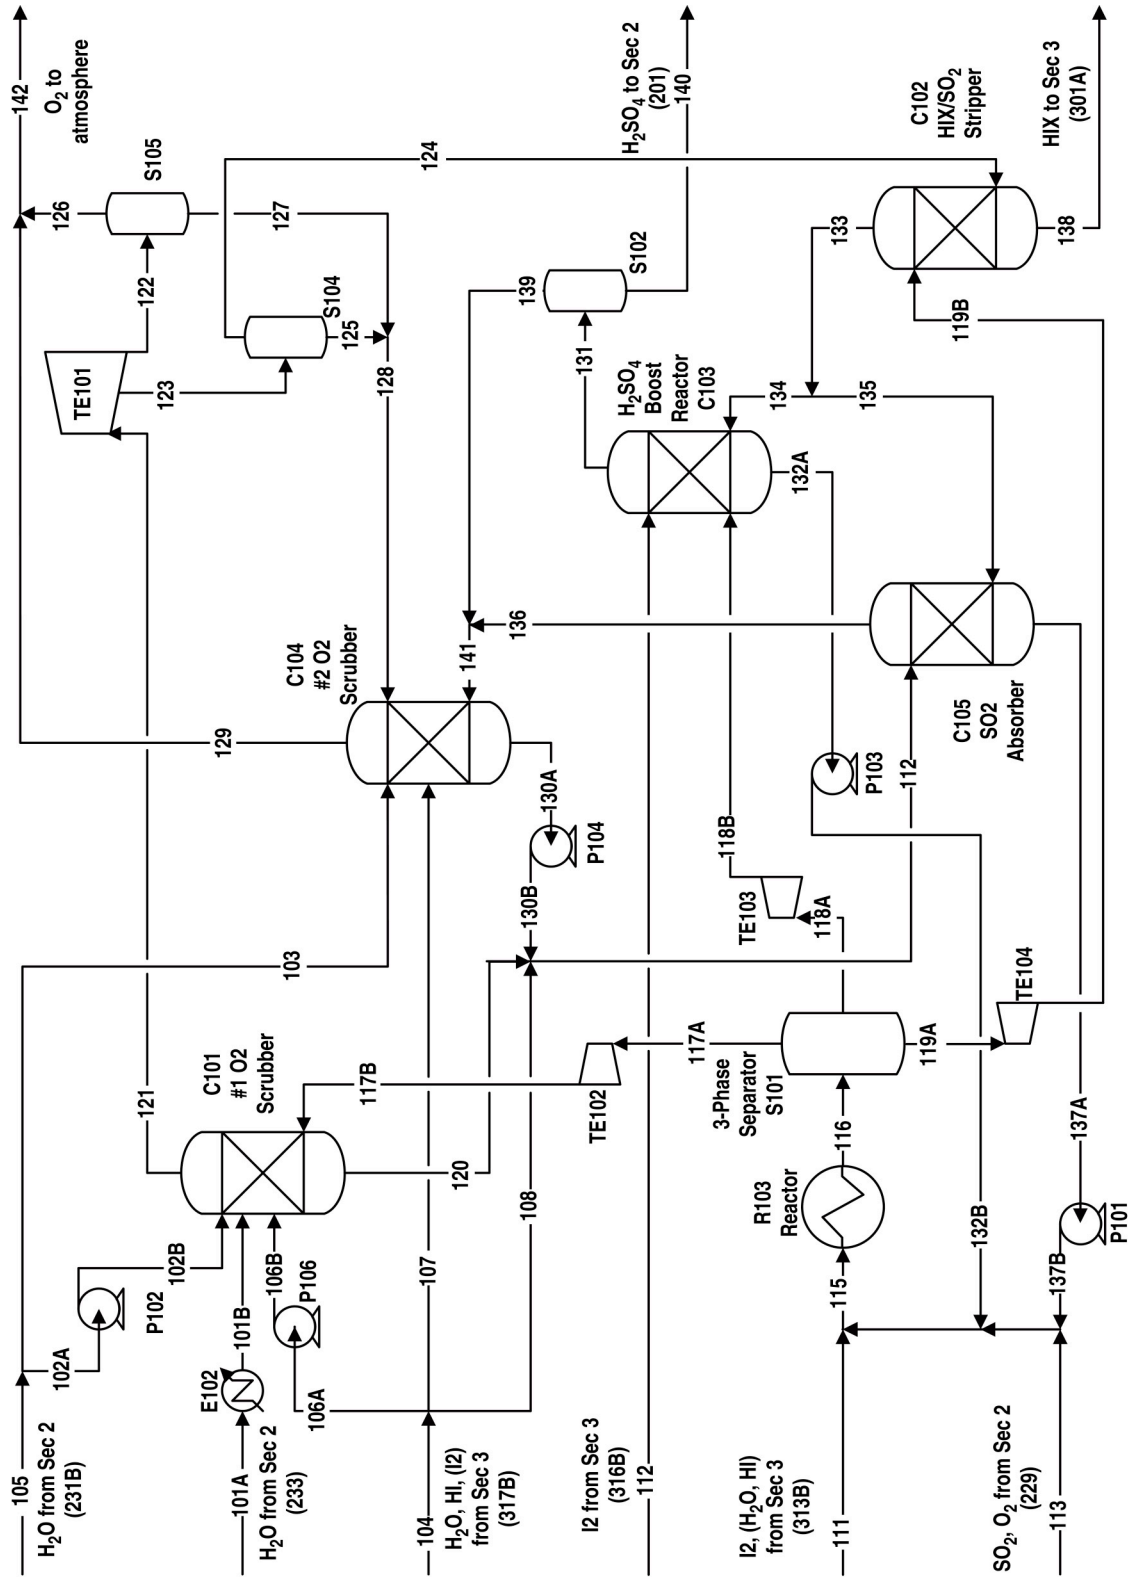 105
H2O from Sec 2
(231B)
102A
P102
102B
101A
H2O from Sec 2
(233)
E102
101B
106A
P106
106B
104
H2O, HI, (I2)
from Sec 3
(317B)
107
108
I2 from Sec 3
(316B)
112
I2, (H2O, HI)
from Sec 3
(313B)
111
SO2, O2 from Sec 2
(229)
113
115
R103
Reactor
116
132B
137B
P101
137A
C101
#1 O2
Scrubber
121
120
117B
TE102
117A
3-Phase
Separator
S101
118A
TE103
118B
119A
TE104
103
130B
P104
130A
129
C104
#2 O2
Scrubber
141
136
P103
112
C105
SO2
Absorber
128
132A
H2SO4
Boost
Reactor
C103
134
135
131
139
S102
TE101
123
122
S104
125
S105
126
127
124
142
O2 to
atmosphere
H2SO4 to Sec 2
(201)
140
C102
HIX/SO2
Stripper
133
119B
138
HIX to Sec 3
(301A)